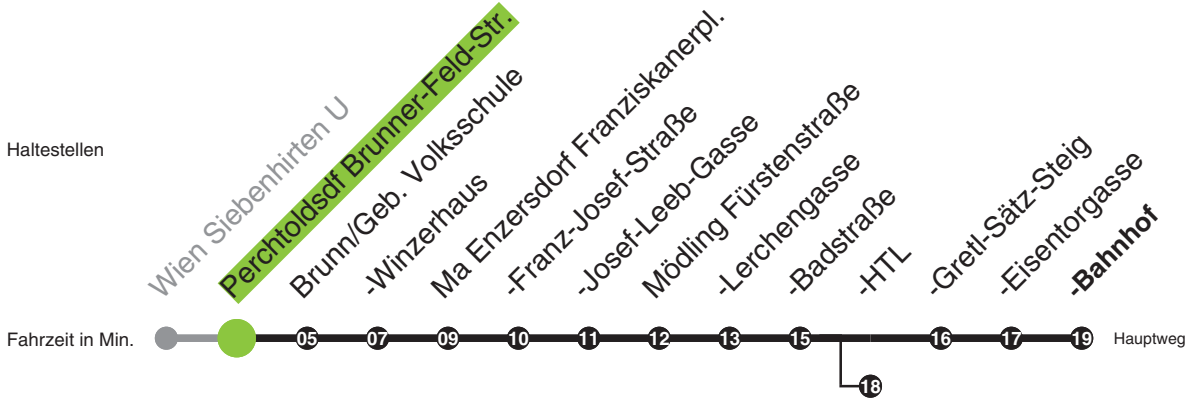 Haltestellen
Wien Siebenhirten U
Perchtoldsdf Brunner-Feld-Str.
Brunn/Geb. Volksschule
-Winzerhaus
Ma Enzersdorf Franziskanerpl.
-Franz-Josef-Straße
-Josef-Leeb-Gasse
Mödling Fürstenstraße
-Lerchengasse
-Badstraße
-HTL
-Gretl-Sätz-Steig
-Eisentorgasse
-Bahnhof
Fahrzeit in Min. 05 07 09 10 11 12 13 15 16 17 19 Hauptweg
18